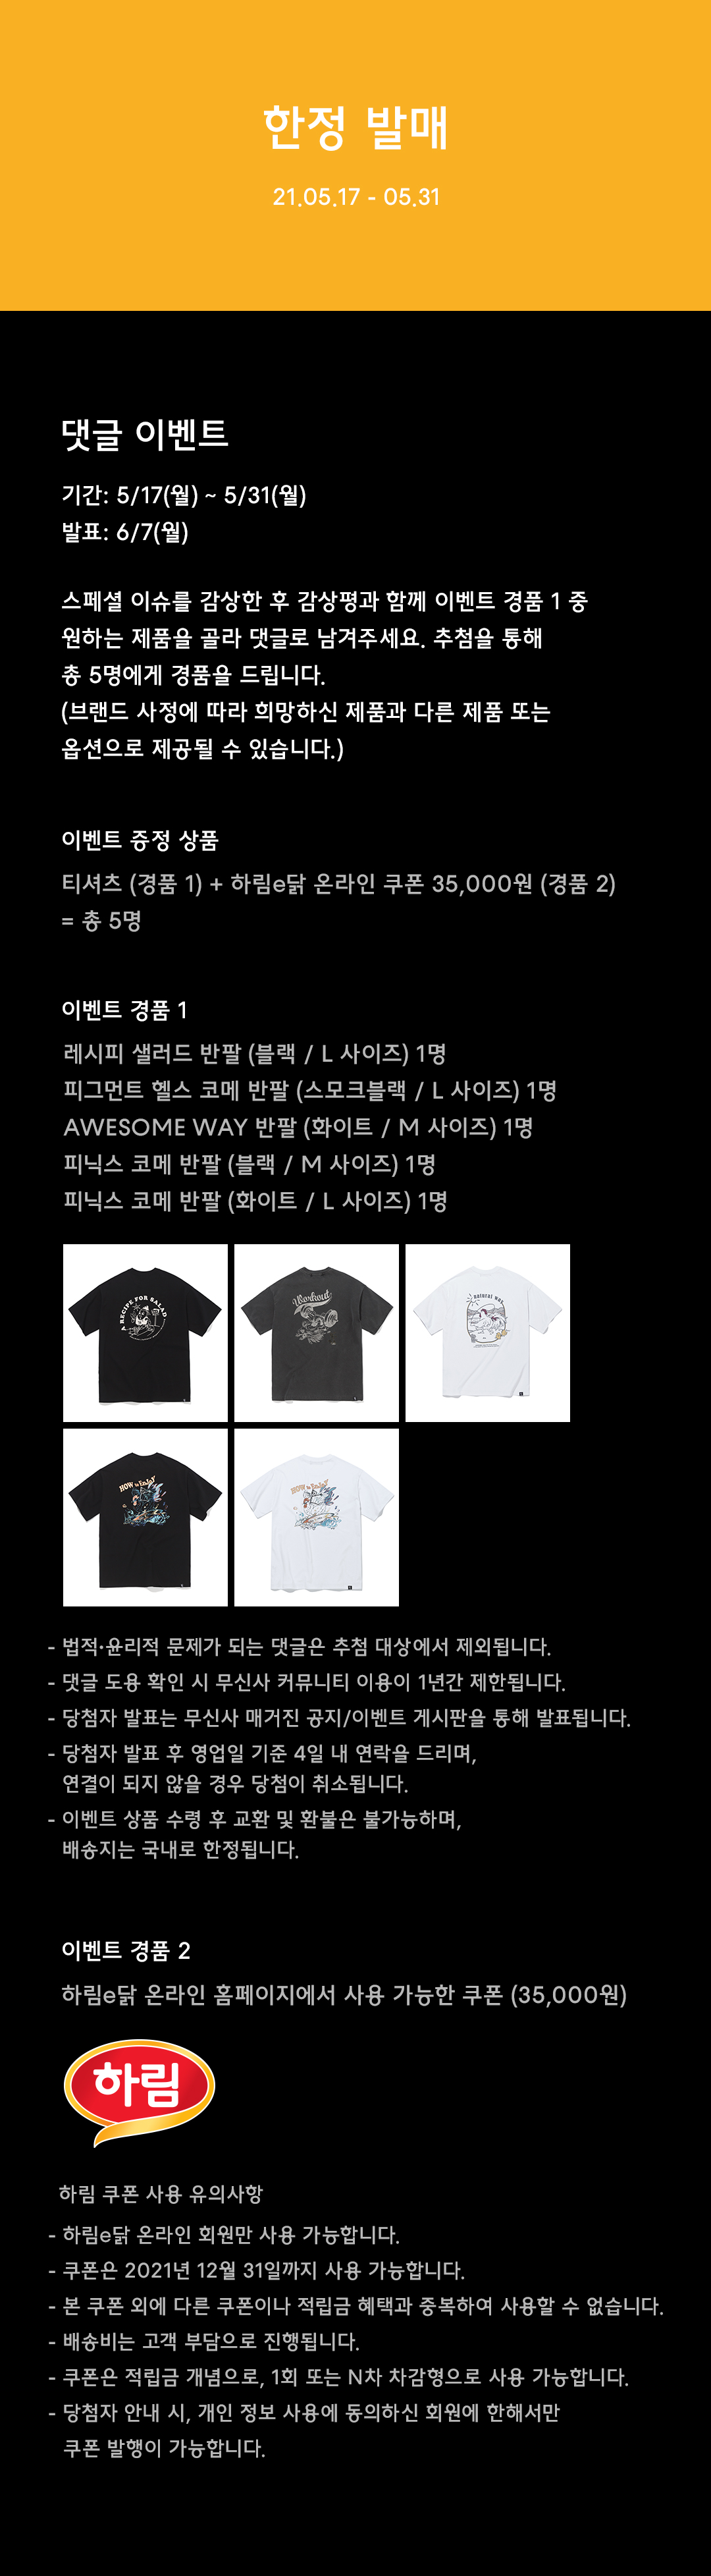 한정 발매
21.05.17 - 05.31
댓글 이벤트
기간: 5/17(월) ~ 5/31(월)
발표: 6/7(월)
스페셜 이슈를 감상한 후 감상평과 함께 이벤트 경품 1 중
원하는 제품을 골라 댓글로 남겨주세요. 추첨을 통해
총 5명에게 경품을 드립니다.
(브랜드 사정에 따라 희망하신 제품과 다른 제품 또는
옵션으로 제공될 수 있습니다.)
이벤트 증정 상품
티셔츠 (경품 1) + 하림e닭 온라인 쿠폰 35,000원 (경품 2)
= 총 5명
이벤트 경품 1
레시피 샐러드 반팔 (블랙 / L 사이즈) 1명
피그먼트 헬스 코메 반팔 (스모크블랙 / L 사이즈) 1명
AWESOME WAY 반팔 (화이트 / M 사이즈) 1명
피닉스 코메 반팔 (블랙 / M 사이즈) 1명
피닉스 코메 반팔 (화이트 / L 사이즈) 1명
A RECIPE FOR SALAD
Workout
natural way
HOW to EnJoY
HOW to EnJoY
- 법적·윤리적 문제가 되는 댓글은 추첨 대상에서 제외됩니다.
- 댓글 도용 확인 시 무신사 커뮤니티 이용이 1년간 제한됩니다.
- 당첨자 발표는 무신사 매거진 공지/이벤트 게시판을 통해 발표됩니다.
- 당첨자 발표 후 영업일 기준 4일 내 연락을 드리며,
연결이 되지 않을 경우 당첨이 취소됩니다.
- 이벤트 상품 수령 후 교환 및 환불은 불가능하며,
배송지는 국내로 한정됩니다.
이벤트 경품 2
하림e닭 온라인 홈페이지에서 사용 가능한 쿠폰 (35,000원)
하림
하림 쿠폰 사용 유의사항
- 하림e닭 온라인 회원만 사용 가능합니다.
- 쿠폰은 2021년 12월 31일까지 사용 가능합니다.
- 본 쿠폰 외에 다른 쿠폰이나 적립금 혜택과 중복하여 사용할 수 없습니다.
- 배송비는 고객 부담으로 진행됩니다.
- 쿠폰은 적립금 개념으로, 1회 또는 N차 차감형으로 사용 가능합니다.
- 당첨자 안내 시, 개인 정보 사용에 동의하신 회원에 한해서만
쿠폰 발행이 가능합니다.